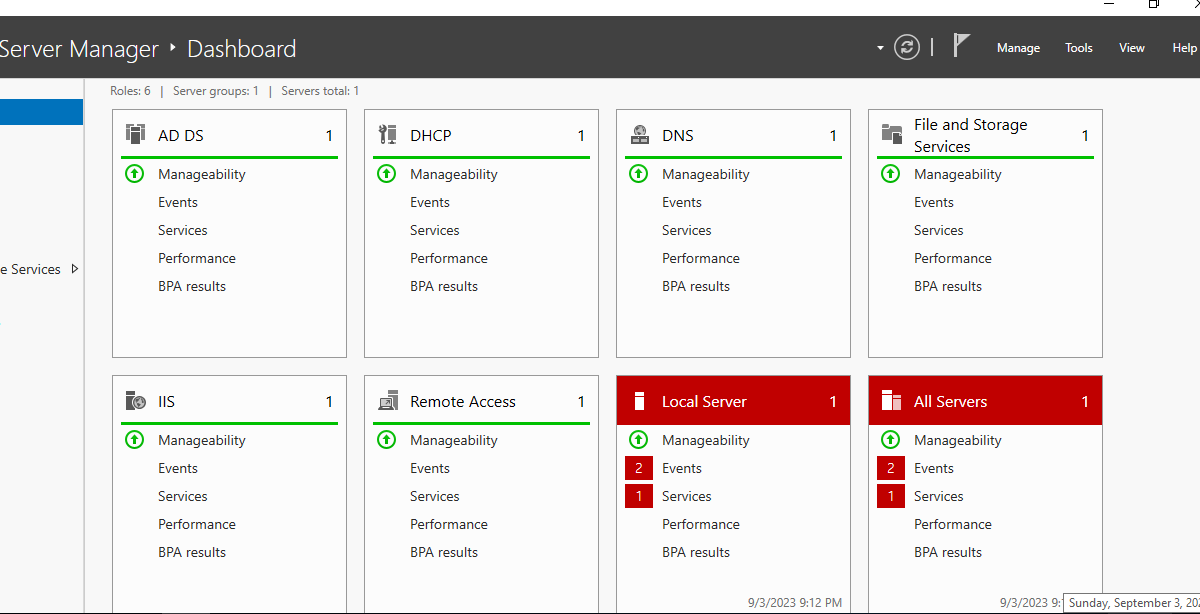 Server Manager ‣ Dashboard
Manage Tools View Help
Roles: 6 | Server groups: 1 | Servers total: 1
AD DS 1
Manageability
Events
Services
Performance
BPA results
DHCP 1
Manageability
Events
Services
Performance
BPA results
DNS 1
Manageability
Events
Services
Performance
BPA results
File and Storage
Services 1
Manageability
Events
Services
Performance
BPA results
e Services
IIS 1
Manageability
Events
Services
Performance
BPA results
Remote Access 1
Manageability
Events
Services
Performance
BPA results
Local Server 1
Manageability
2 Events
1 Services
Performance
BPA results
9/3/2023 9:12 PM
All Servers 1
Manageability
2 Events
1 Services
Performance
BPA results
9/3/2023 9:
Sunday, September 3, 202